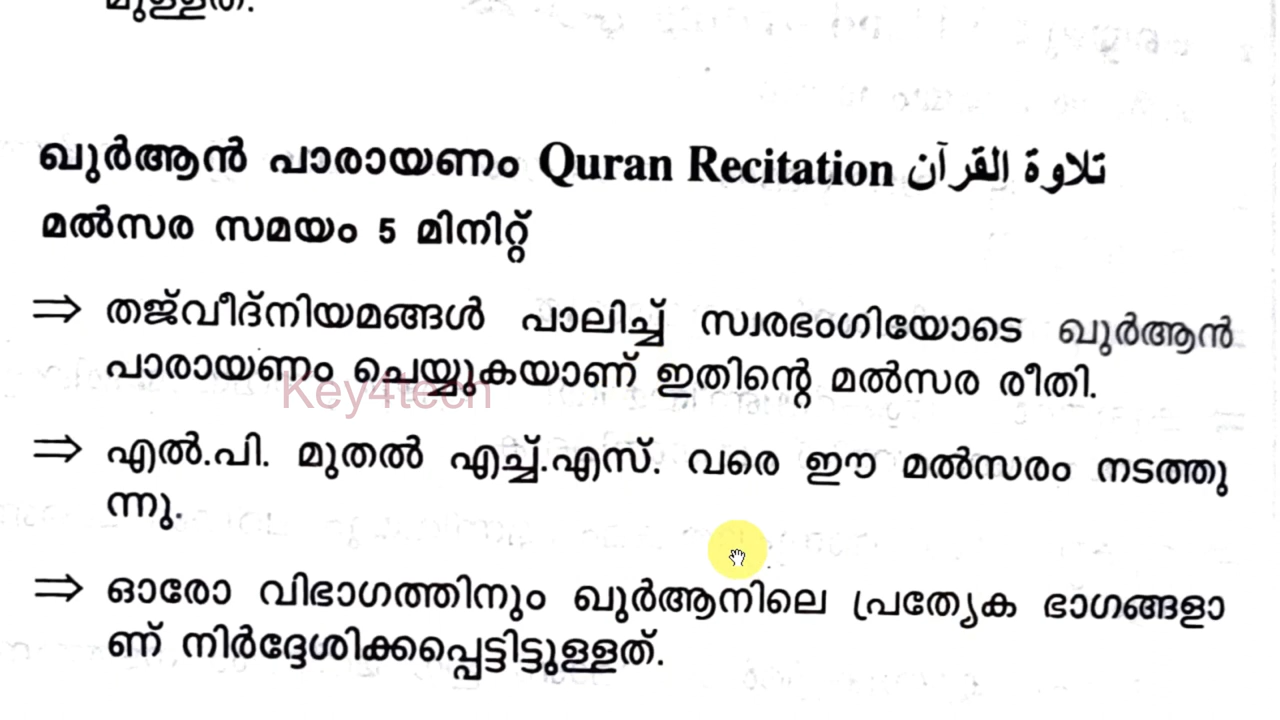 മുള്ളത്.
ഖുർആൻ പാരായണം Quran Recitation تلاوة القرآن
മൽസര സമയം 5 മിനിറ്റ്
⇒ തജ്‌വീദ്നിയമങ്ങൾ പാലിച്ച് സ്വരഭംഗിയോടെ ഖുർആൻ
പാരായണം ചെയ്യുകയാണ് ഇതിന്റെ മൽസര രീതി.
Key4tech
⇒ എൽ.പി. മുതൽ എച്ച്.എസ്. വരെ ഈ മൽസരം നടത്തു
ന്നു.
⇒ ഓരോ വിഭാഗത്തിനും ഖുർആനിലെ പ്രത്യേക ഭാഗങ്ങളാ
ണ് നിർദ്ദേശിക്കപ്പെട്ടിട്ടുള്ളത്.